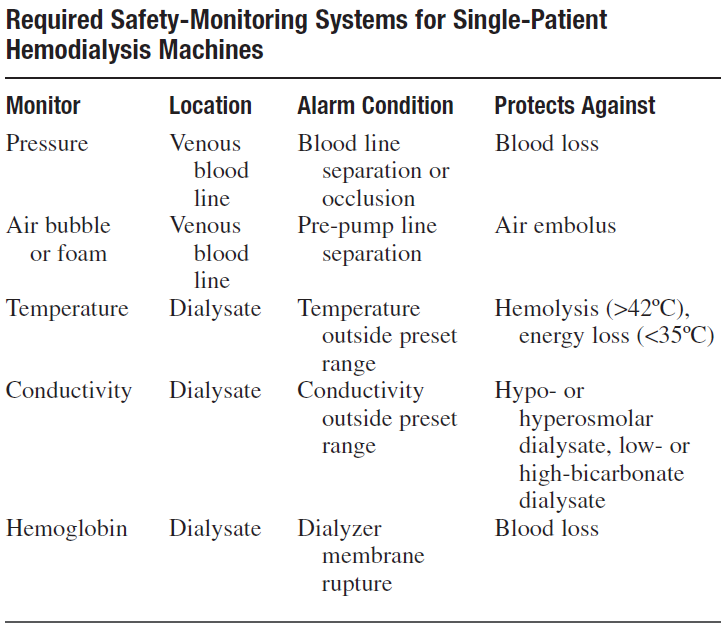 Required Safety-Monitoring Systems for Single-Patient
Hemodialysis Machines
Monitor Location Alarm Condition Protects Against
Pressure Venous Blood line Blood loss
blood separation or
line occlusion
Air bubble Venous Pre-pump line Air embolus
or foam blood separation
line
Temperature Dialysate Temperature Hemolysis (>42ºC),
outside preset energy loss (<35ºC)
range
Conductivity Dialysate Conductivity Hypo- or
outside preset hyperosmolar
range dialysate, low- or
high-bicarbonate
dialysate
Hemoglobin Dialysate Dialyzer Blood loss
membrane
rupture